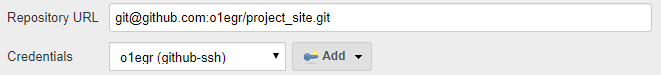 Repository URL git@github.com:o1egr/project_site.git
Credentials o1egr (github-ssh) Add